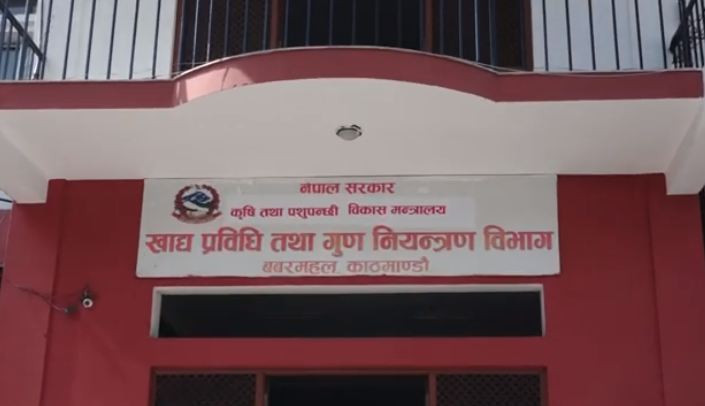 नेपाल सरकार
कृषि तथा पशुपन्छी विकास मन्त्रालय
खाद्य प्रविधि तथा गुण नियन्त्रण विभाग
बबरमहल, काठमाण्डौ